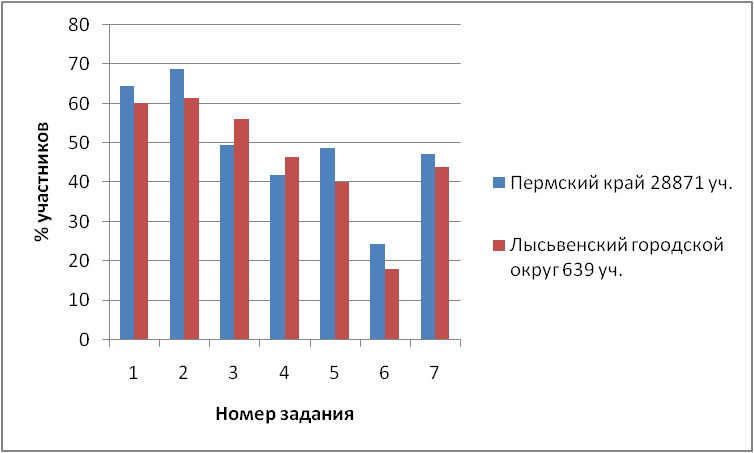 % участников
80
70
60
50
40
30
20
10
0
1 2 3 4 5 6 7
Номер задания
Пермский край 28871 уч.
Лысьвенский городской
округ 639 уч.